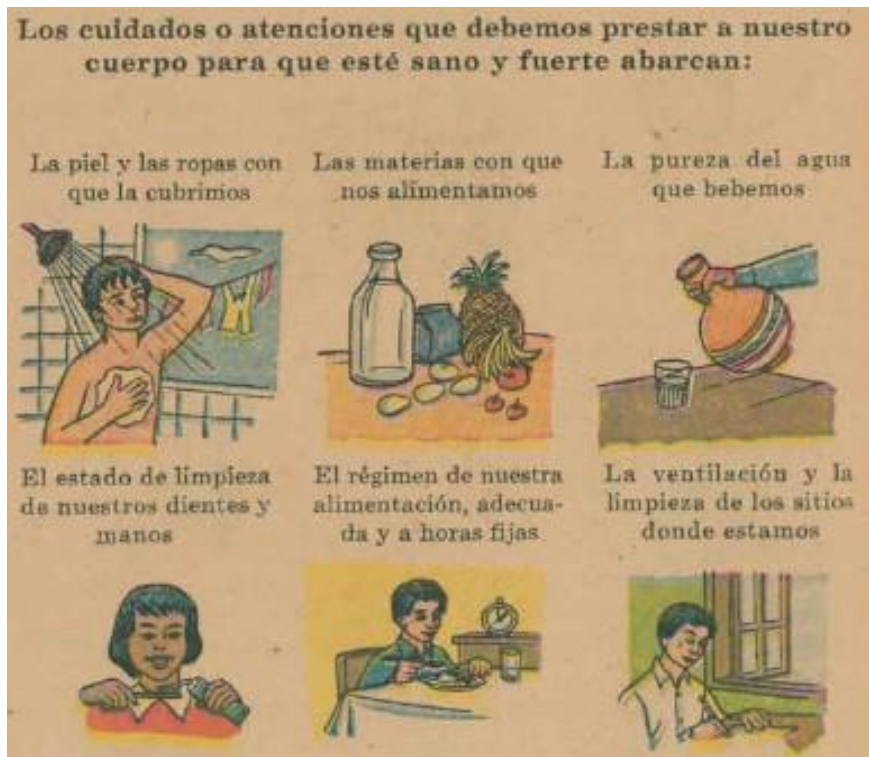 Los cuidados o atenciones que debemos prestar a nuestro
cuerpo para que esté sano y fuerte abarcan:
La piel y las ropas con
que la cubrimos
Las materias con que
nos alimentamos
La pureza del agua
que bebemos
El estado de limpieza
de nuestros dientes y
manos
El régimen de nuestra
alimentación, adecua-
da y a horas fijas
La ventilación y la
limpieza de los sitios
donde estamos